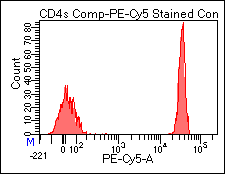 CD4s Comp-PE-Cy5 Stained Con
Count
0 10 20 30 40 50 60 70 80
M
-221 0 10² 10³ 10⁴ 10⁵
PE-Cy5-A